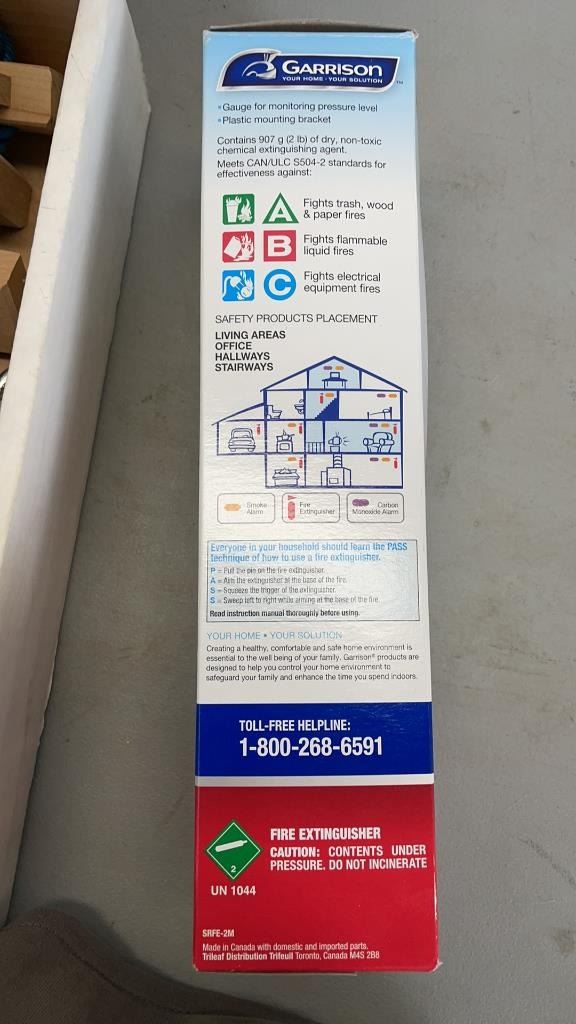 GARRISON
YOUR HOME · YOUR SOLUTION
TM
• Gauge for monitoring pressure level
• Plastic mounting bracket
Contains 907 g (2 lb) of dry, non-toxic
chemical extinguishing agent.
Meets CAN/ULC S504-2 standards for
effectiveness against:
A
Fights trash, wood
& paper fires
B
Fights flammable
liquid fires
C
Fights electrical
equipment fires
SAFETY PRODUCTS PLACEMENT
LIVING AREAS
OFFICE
HALLWAYS
STAIRWAYS
Smoke
Alarm
Fire
Extinguisher
Carbon
Monoxide Alarm
Everyone in your household should learn the PASS
technique of how to use a fire extinguisher.
P = Pull the pin on the fire extinguisher.
A = Aim the extinguisher at the base of the fire.
S = Squeeze the trigger of the extinguisher.
S = Sweep left to right while aiming at the base of the fire.
Read instruction manual thoroughly before using.
YOUR HOME • YOUR SOLUTION
Creating a healthy, comfortable and safe home environment is
essential to the well being of your family. Garrison® products are
designed to help you control your home environment to
safeguard your family and enhance the time you spend indoors.
TOLL-FREE HELPLINE:
1-800-268-6591
2
UN 1044
FIRE EXTINGUISHER
CAUTION: CONTENTS UNDER
PRESSURE. DO NOT INCINERATE
SRFE-2M
Made in Canada with domestic and imported parts.
Trileaf Distribution Trifeuil Toronto, Canada M4S 2B8